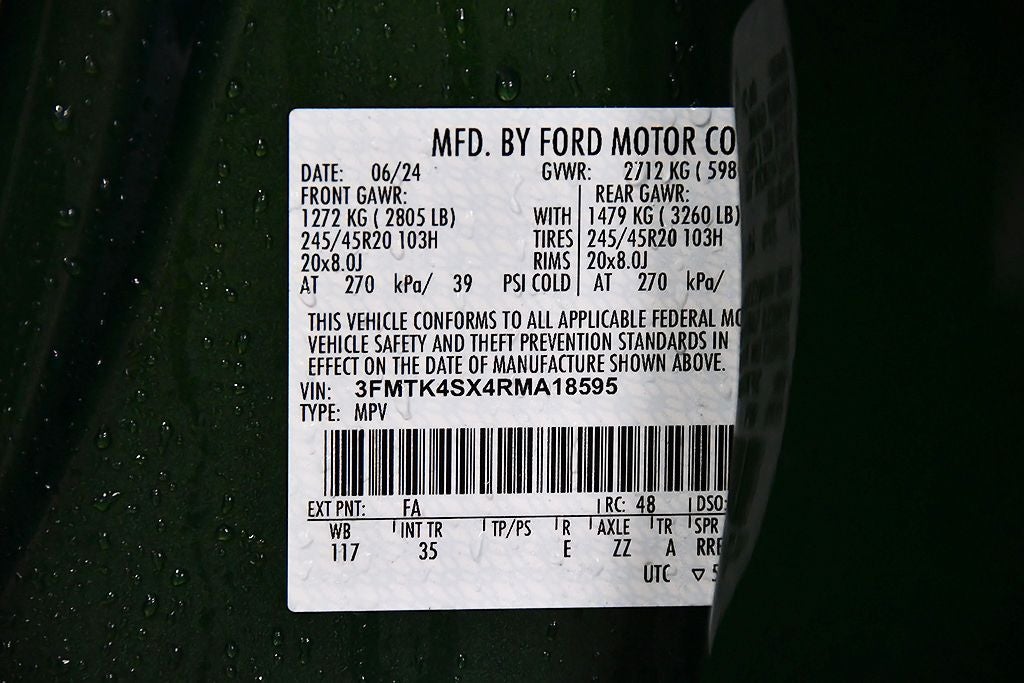 MFD. BY FORD MOTOR CO
DATE: 06/24 GVWR: 2712 KG ( 598
FRONT GAWR: REAR GAWR:
1272 KG ( 2805 LB) WITH 1479 KG ( 3260 LB)
245/45R20 103H TIRES 245/45R20 103H
20x8.0J RIMS 20x8.0J
AT 270 kPa/ 39 PSI COLD AT 270 kPa/
THIS VEHICLE CONFORMS TO ALL APPLICABLE FEDERAL MO
VEHICLE SAFETY AND THEFT PREVENTION STANDARDS IN
EFFECT ON THE DATE OF MANUFACTURE SHOWN ABOVE.
VIN: 3FMTK4SX4RMA18595
TYPE: MPV
EXT PNT: FA RC: 48 DSO:
WB INT TR TP/PS R AXLE TR SPR
117 35 E ZZ A RRF
UTC ▽ 5